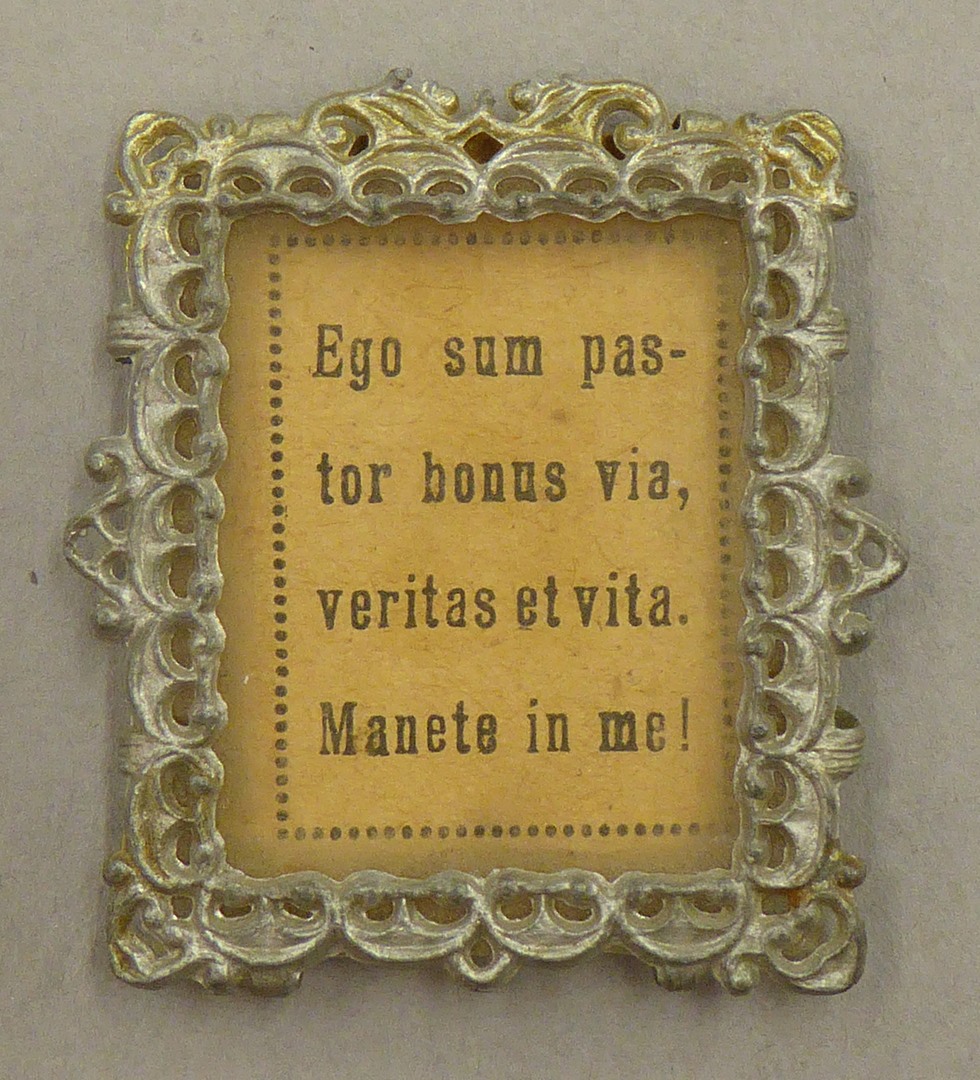 Ego sum pas-
tor bonus via,
veritas et vita.
Manete in me!